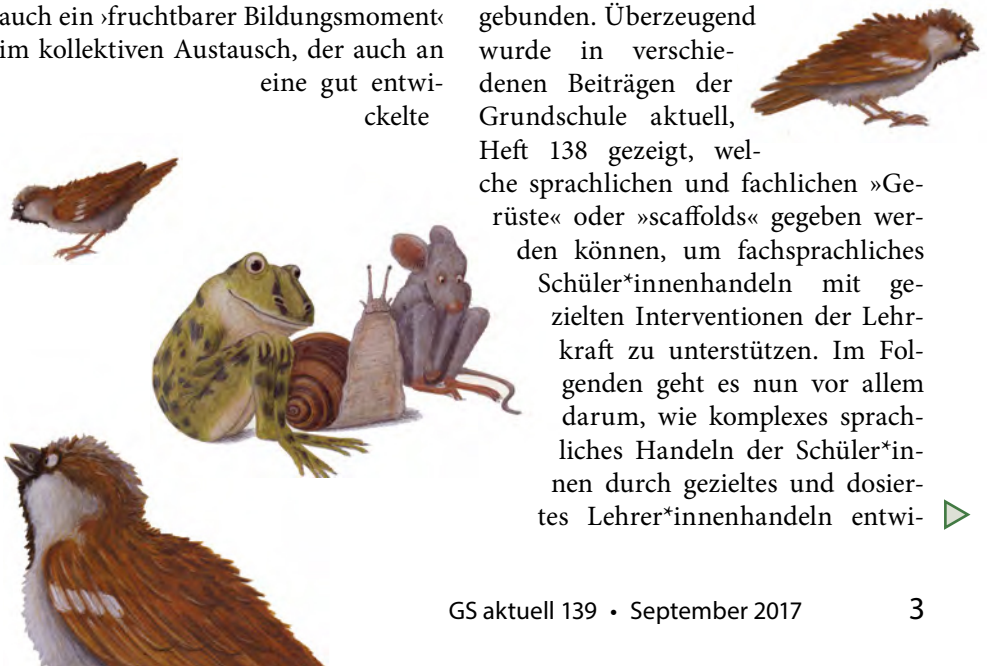 auch ein ›fruchtbarer Bildungsmoment‹
im kollektiven Austausch, der auch an
eine gut entwi-
ckelte
gebunden. Überzeugend
wurde in verschie-
denen Beiträgen der
Grundschule aktuell,
Heft 138 gezeigt, wel-
che sprachlichen und fachlichen »Ge-
rüste« oder »scaffolds« gegeben wer-
den können, um fachsprachliches
Schüler*innenhandeln mit ge-
zielten Interventionen der Lehr-
kraft zu unterstützen. Im Fol-
genden geht es nun vor allem
darum, wie komplexes sprach-
liches Handeln der Schüler*in-
nen durch gezieltes und dosier-
tes Lehrer*innenhandeln entwi-
GS aktuell 139 • September 2017 3